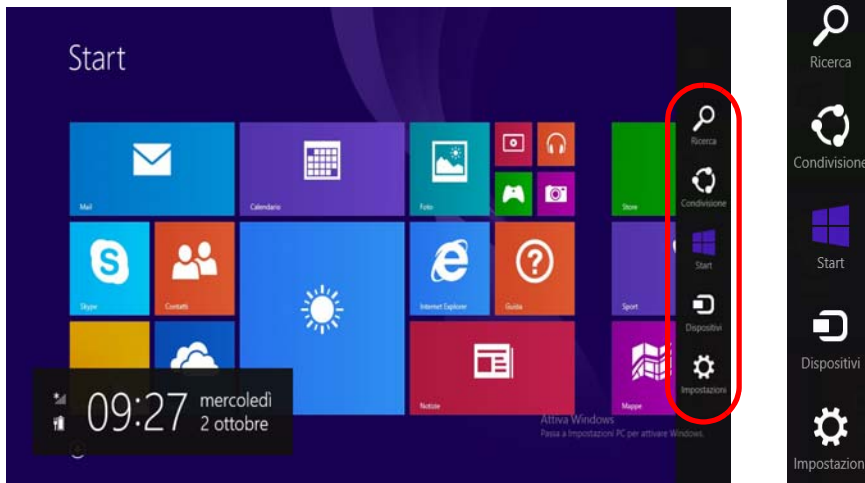 Start
Mail
Calendario
Foto
Store
Skype
Contatti
Internet Explorer
Guida
Sport
Notizie
Mappe
09:27
mercoledì
2 ottobre
Attiva Windows
Passa a Impostazioni PC per attivare Windows.
Ricerca
Condivisione
Start
Dispositivi
Impostazioni
Ricerca
Condivisione
Start
Dispositivi
Impostazioni